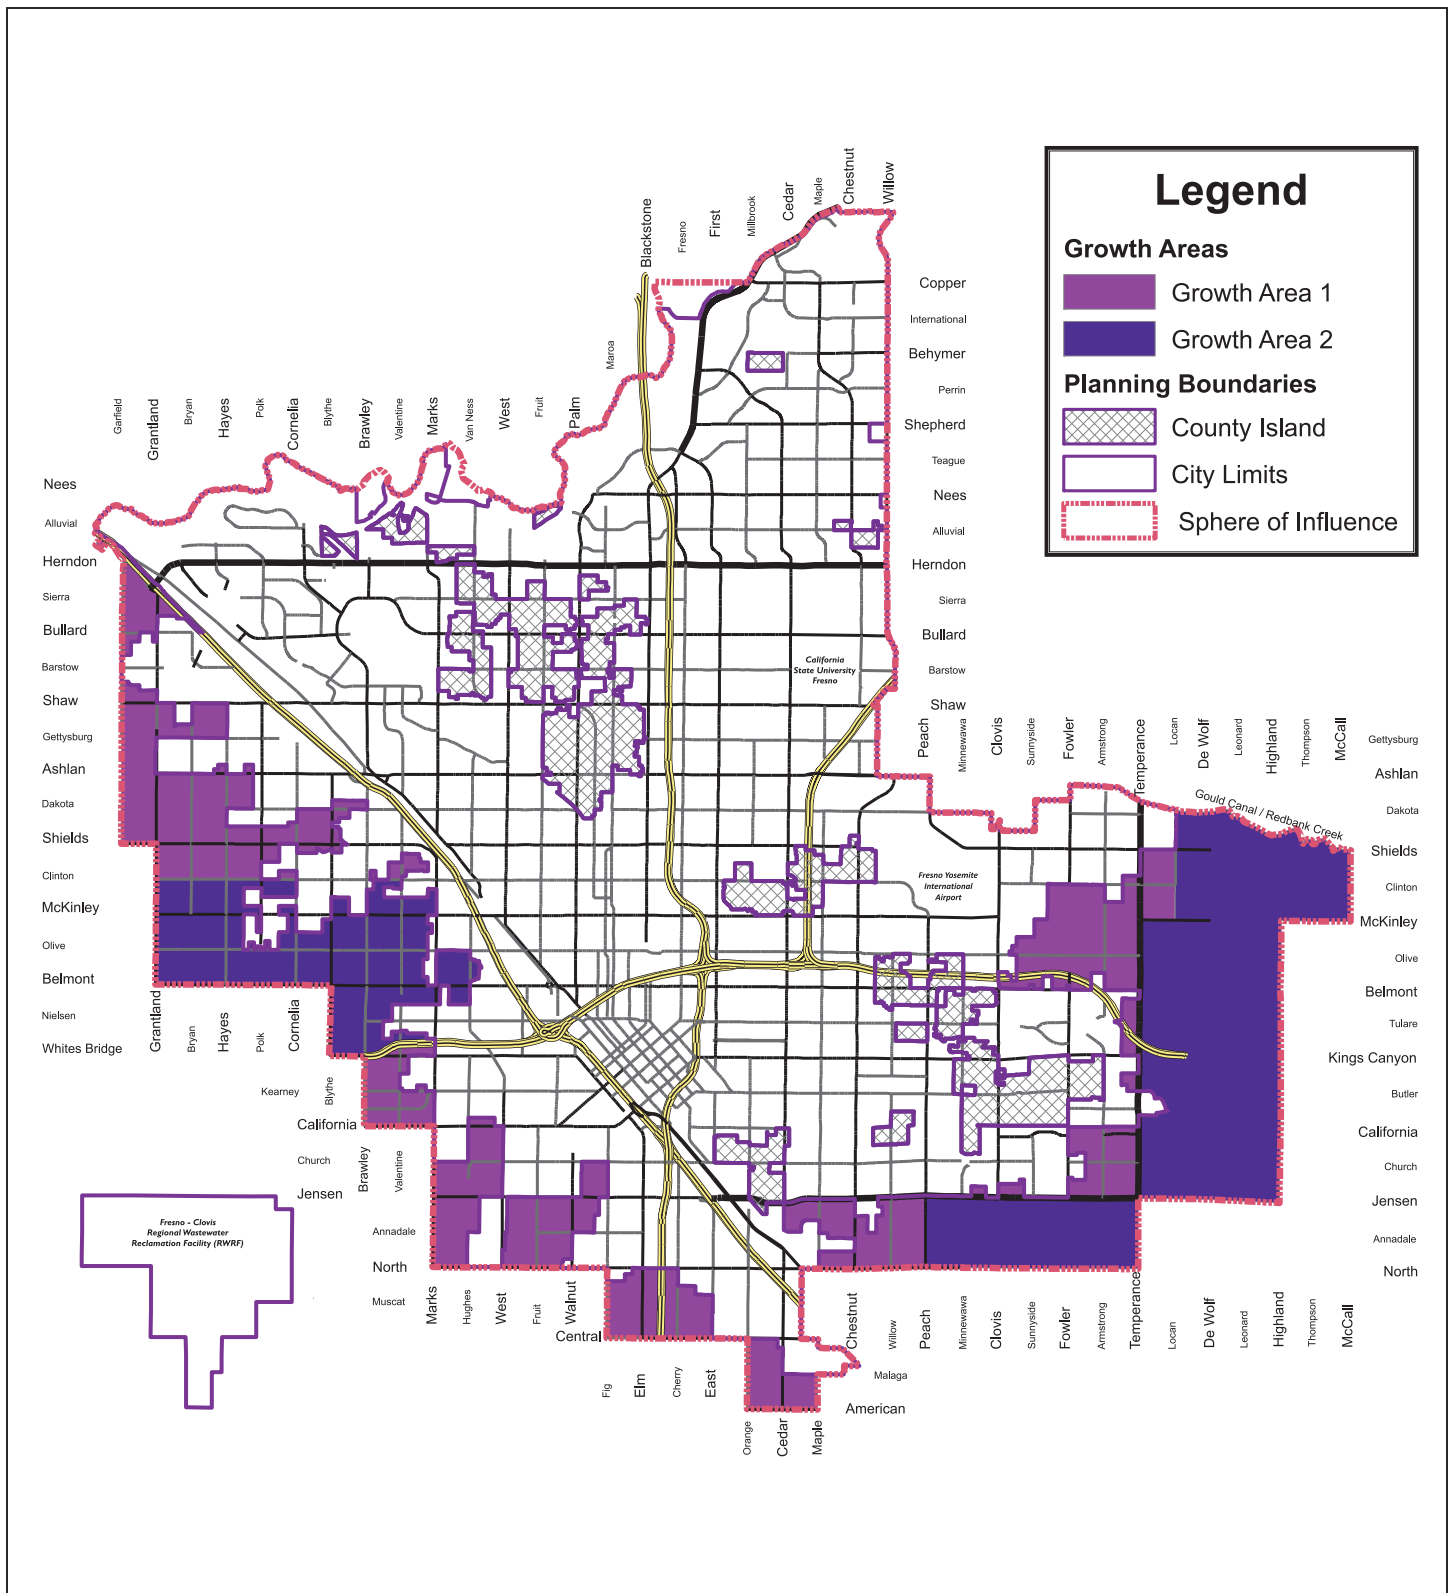 Legend
Growth Areas
Growth Area 1
Growth Area 2
Planning Boundaries
County Island
City Limits
Sphere of Influence
Blackstone
Fresno
First
Millbrook
Cedar
Maple
Chestnut
Willow
Copper
International
Behymer
Perrin
Shepherd
Teague
Nees
Alluvial
Herndon
Sierra
Bullard
Barstow
Shaw
Maroa
Garfield
Grantland
Bryan
Hayes
Polk
Cornelia
Blythe
Brawley
Valentine
Marks
Van Ness
West
Fruit
Palm
Nees
Alluvial
Herndon
Sierra
Bullard
Barstow
Shaw
Gettysburg
Ashlan
Dakota
Shields
Clinton
McKinley
Olive
Belmont
Nielsen
Whites Bridge
California
State University
Fresno
Peach
Minnewawa
Clovis
Sunnyside
Fowler
Armstrong
Temperance
Locan
De Wolf
Leonard
Highland
Thompson
McCall
Gettysburg
Ashlan
Dakota
Gould Canal / Redbank Creek
Shields
Clinton
McKinley
Olive
Belmont
Tulare
Kings Canyon
Butler
California
Church
Jensen
Annadale
North
Fresno Yosemite
International
Airport
Grantland
Bryan
Hayes
Polk
Cornelia
Kearney
Blythe
California
Church
Jensen
Brawley
Valentine
Annadale
North
Muscat
Marks
Hughes
West
Fruit
Walnut
Central
Fig
Elm
Cherry
East
Orange
Cedar
Maple
American
Malaga
Chestnut
Willow
Peach
Minnewawa
Clovis
Sunnyside
Fowler
Armstrong
Temperance
Locan
De Wolf
Leonard
Highland
Thompson
McCall
Fresno - Clovis
Regional Wastewater
Reclamation Facility (RWRF)